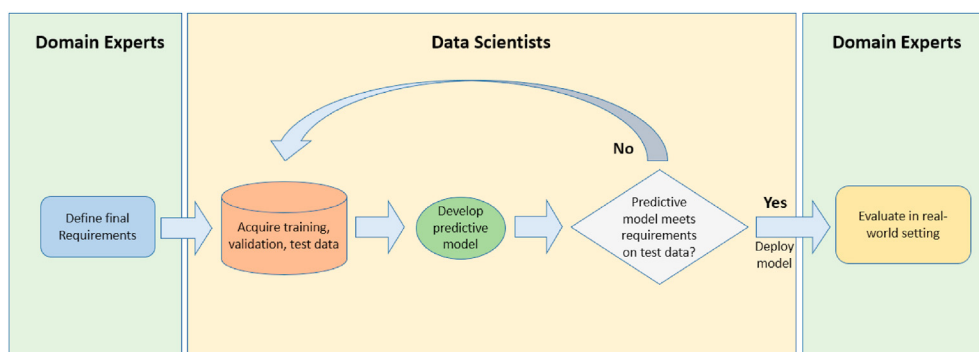 Domain Experts
Data Scientists
Domain Experts
No
Define final
Requirements
Acquire training,
validation, test data
Develop
predictive
model
Predictive
model meets
requirements
on test data?
Yes
Deploy
model
Evaluate in real-
world setting